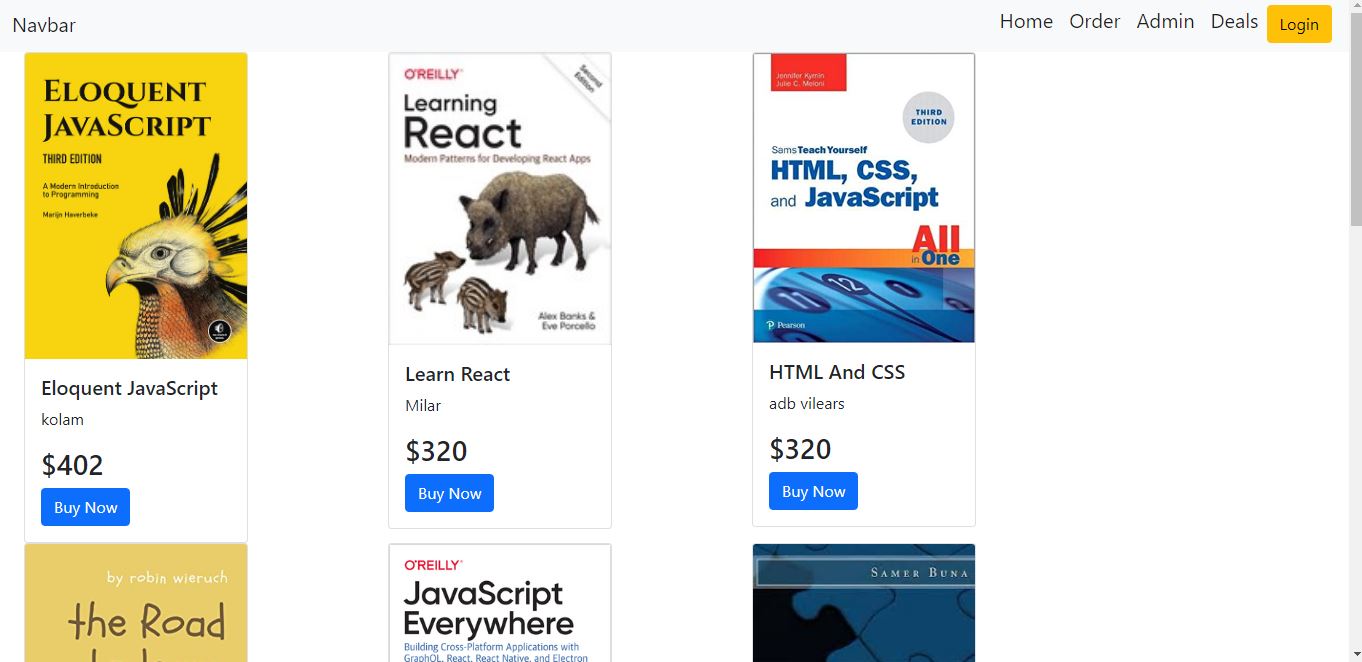 Navbar
Home Order Admin Deals Login
ELOQUENT
JAVASCRIPT
THIRD EDITION
A Modern Introduction
to Programming
Marijn Haverbeke
Eloquent JavaScript
kolam
$402
Buy Now
O'REILLY
Second
Edition
Learning
React
Modern Patterns for Developing React Apps
Alex Banks &
Eve Porcello
Learn React
Milar
$320
Buy Now
Jennifer Kyrnin
Julie C. Meloni
THIRD
EDITION
Sams Teach Yourself
HTML, CSS,
and JavaScript
All
in One
11 12 1
Pearson
HTML And CSS
adb vilears
$320
Buy Now
by robin wieruch
the Road
O'REILLY
JavaScript
Everywhere
Building Cross-Platform Applications with
GraphQL, React, React Native, and Electron
SAMER BUNA